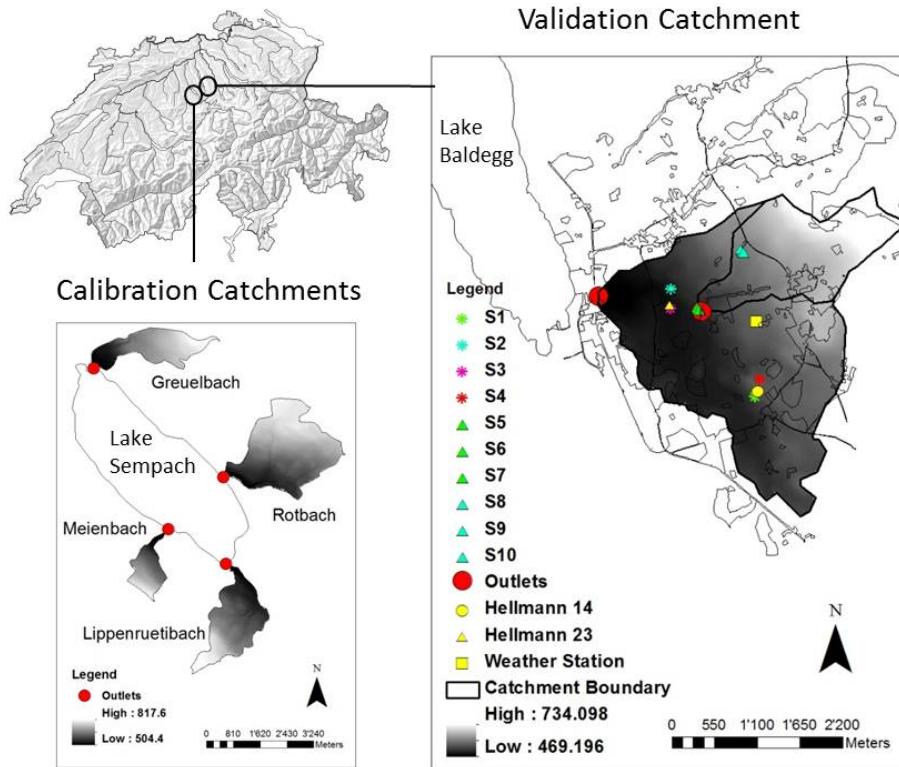 Validation Catchment
Lake
Baldegg
Legend
S1
S2
S3
S4
S5
S6
S7
S8
S9
S10
Outlets
Hellmann 14
Hellmann 23
Weather Station
Catchment Boundary
High : 734.098
Low : 469.196
N
0 550 1'100 1'650 2'200
Meters
Calibration Catchments
Greuelbach
Lake
Sempach
Rotbach
Meienbach
Lippenruetibach
Legend
Outlets
High : 817.6
Low : 504.4
N
0 810 1'620 2'430 3'240
Meters